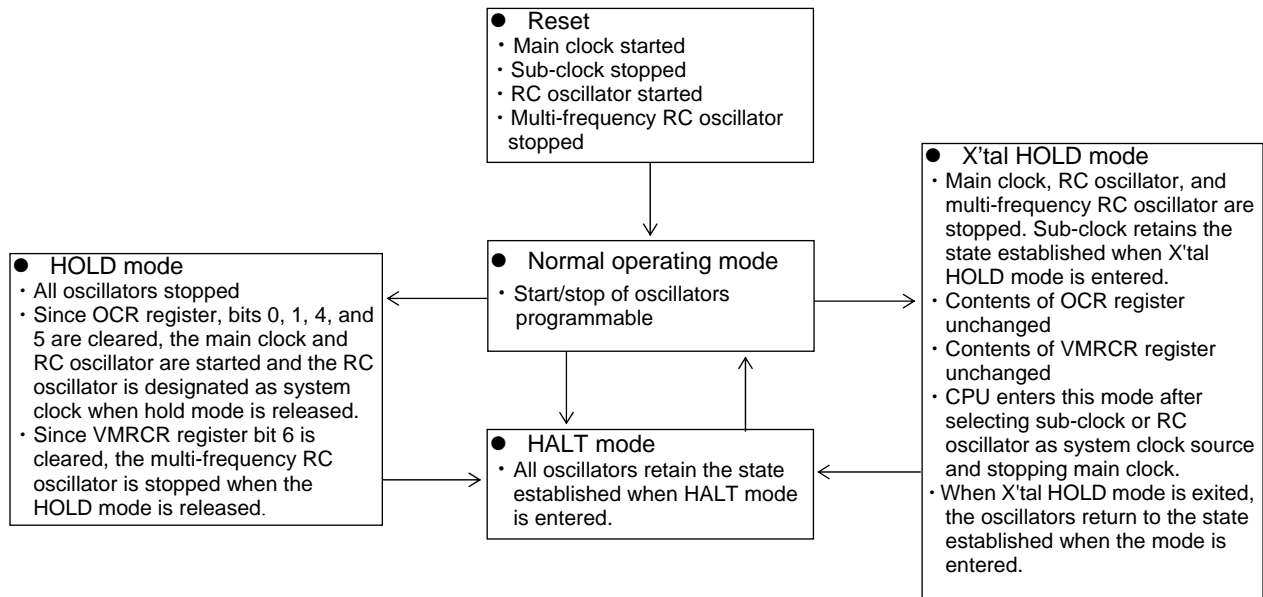 ● Reset
・Main clock started
・Sub-clock stopped
・RC oscillator started
・Multi-frequency RC oscillator
stopped
● X'tal HOLD mode
・Main clock, RC oscillator, and
multi-frequency RC oscillator are
stopped. Sub-clock retains the
state established when X'tal
HOLD mode is entered.
・Contents of OCR register
unchanged
・Contents of VMRCR register
unchanged
・CPU enters this mode after
selecting sub-clock or RC
oscillator as system clock source
and stopping main clock.
・When X'tal HOLD mode is exited,
the oscillators return to the state
established when the mode is
entered.
● Normal operating mode
・Start/stop of oscillators
programmable
● HOLD mode
・All oscillators stopped
・Since OCR register, bits 0, 1, 4, and
5 are cleared, the main clock and
RC oscillator are started and the RC
oscillator is designated as system
clock when hold mode is released.
・Since VMRCR register bit 6 is
cleared, the multi-frequency RC
oscillator is stopped when the
HOLD mode is released.
● HALT mode
・All oscillators retain the state
established when HALT mode
is entered.